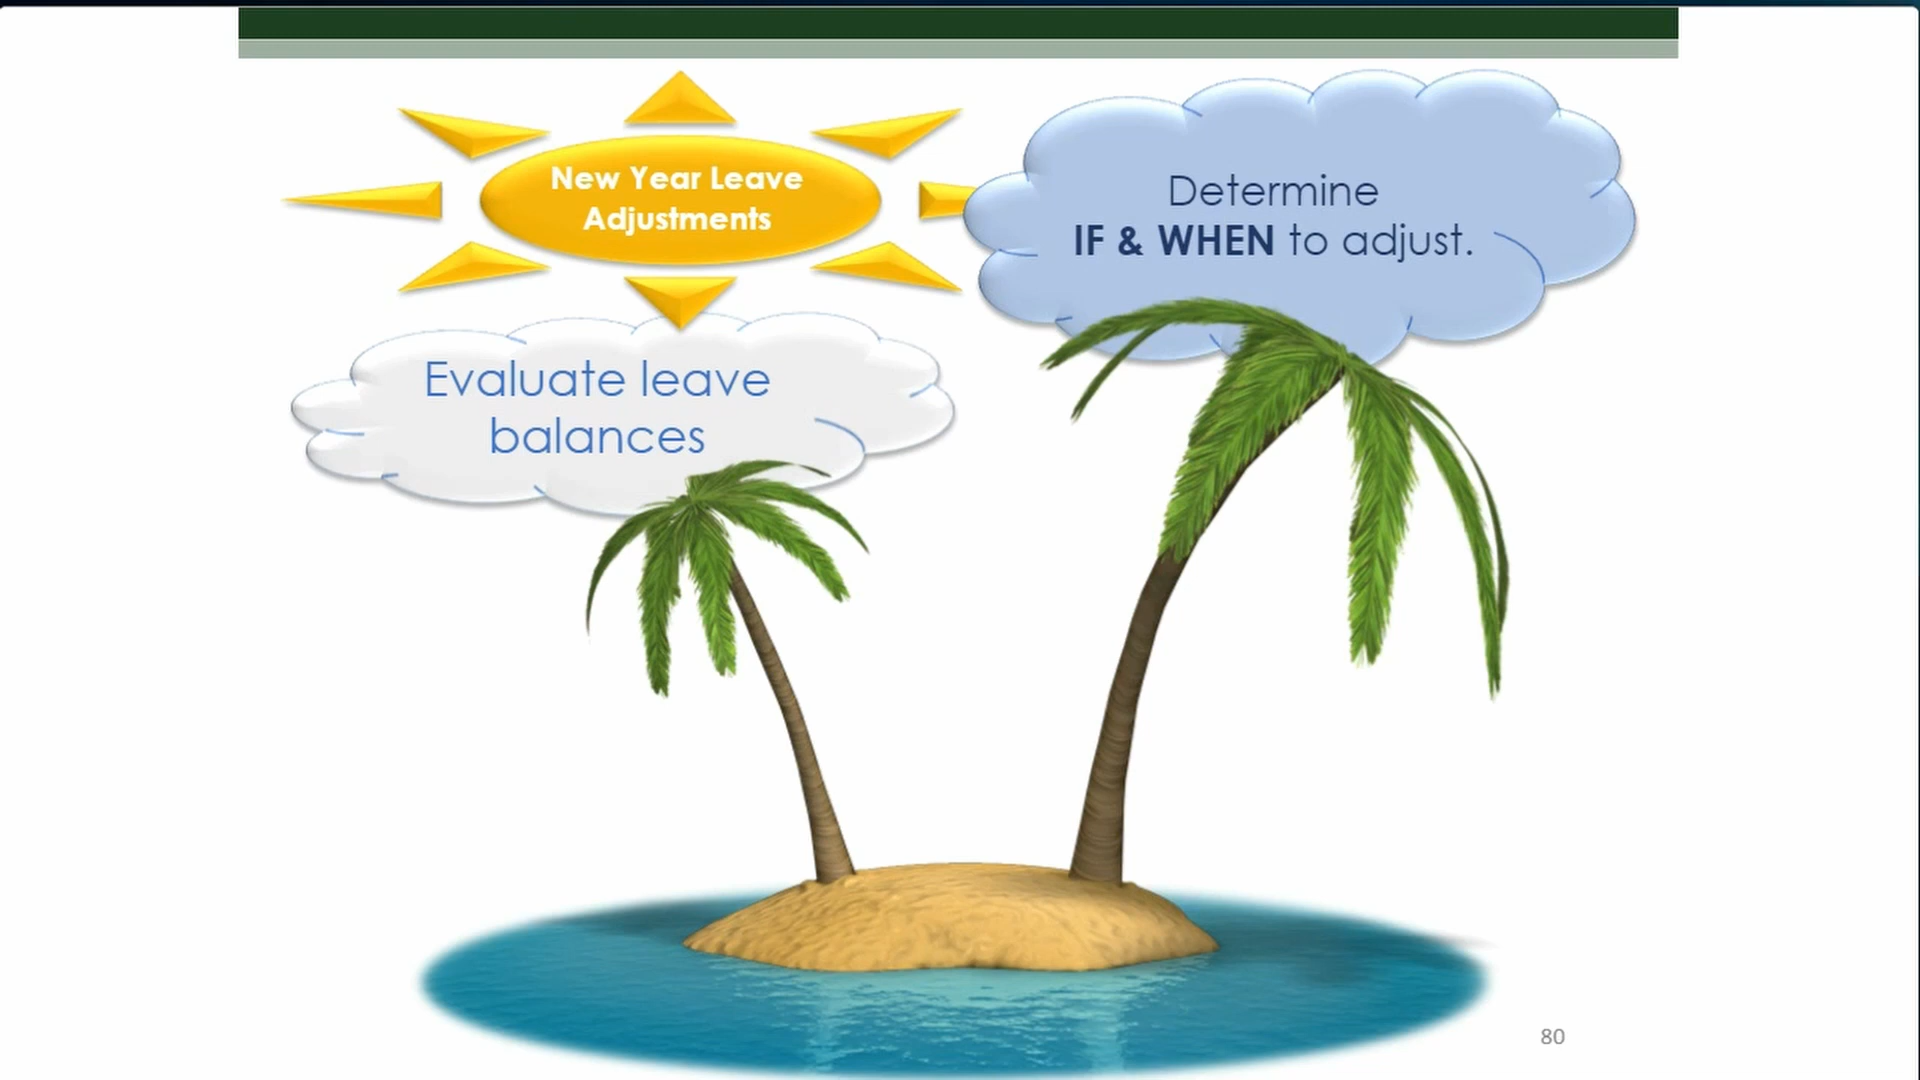 New Year Leave
Adjustments
Determine
IF & WHEN to adjust.
Evaluate leave
balances
80